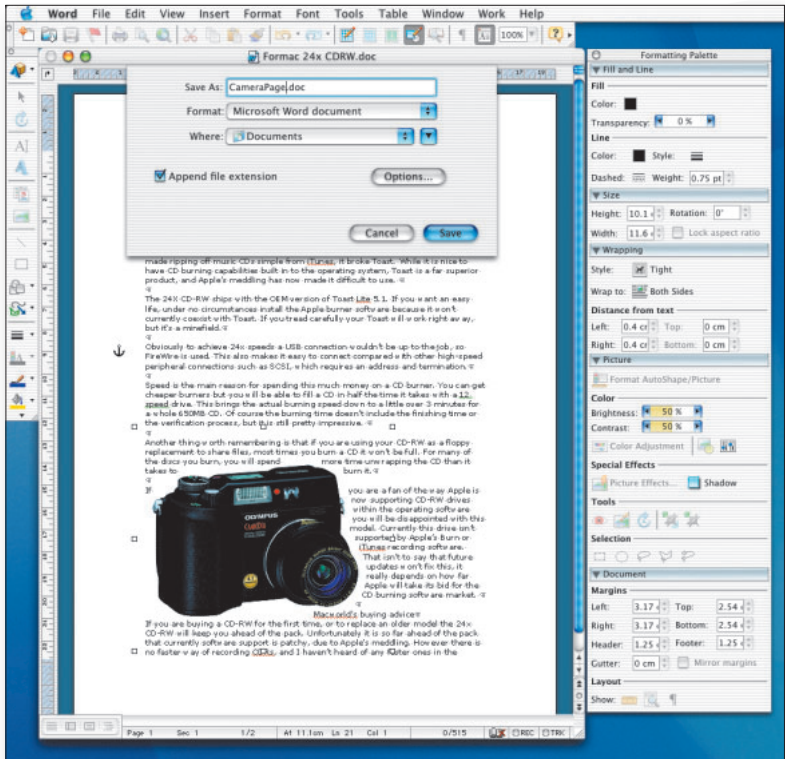 Word File Edit View Insert Format Font Tools Table Window Work Help
100%
Formac 24x CDRW.doc
Save As: CameraPage.doc
Format: Microsoft Word document
Where: Documents
Append file extension
Options...
Cancel Save
made ripping off music CDs simple from iTunes, it broke Toast. While it is nice to
have CD burning capabilities built in to the operating system, Toast is a far superior
product, and Apple's meddling has now made it difficult to use.
The 24X CD-RW ships with the OEM version of Toast Lite 5.1. If you want an easy
life, under no circumstances install the Apple burner software because it won't
currently coexist with Toast. If you tread carefully your Toast will work right away,
but it's a minefield.
Obviously to achieve 24x speeds a USB connection wouldn't be up to the job, so
FireWire is used. This also makes it easy to connect compared with other high-speed
peripheral connections such as SCSI, which requires an address and termination.
Speed is the main reason for spending this much money on a CD burner. You can get
cheaper burners but you will be able to fill a CD in half the time it takes with a 12
speed drive. This brings the actual burning speed down to a little over 3 minutes for
a whole 650MB CD. Of course the burning time doesn't include the finishing time or
the verification process, but this still pretty impressive.
Another thing worth remembering is that if you are using your CD-RW as a floppy
replacement to share files, most times you burn a CD it won't be full. For many of
the discs you burn, you will spend more time unwrapping the CD than it
takes to burn it.
If you are a fan of the way Apple is
now supporting CD-RW drives
within the operating software
you will be disappointed with this
model. Currently this drive isn't
supported by Apple's Burn or
iTunes recording software.
That isn't to say that future
updates won't fix this, it
really depends on how far
Apple will take its bid for the
CD burning software market.
OLYMPUS
CAMEDIA
4.1
Macworld's buying advice
If you are buying a CD-RW for the first time, or to replace an older model the 24x
CD-RW will keep you ahead of the pack. Unfortunately it is so far ahead of the pack
that currently software support is patchy, due to Apple's meddling. However there is
no faster way of recording CDRs, and I haven't heard of any faster ones in the
Page 1 Sec 1 1/2 At 11.1cm Ln 21 Col 1 0/515 REC TRK
Formatting Palette
Fill and Line
Fill
Color:
Transparency: 0 %
Line
Color: Style:
Dashed: Weight: 0.75 pt
Size
Height: 10.1 Rotation: 0°
Width: 11.6 Lock aspect ratio
Wrapping
Style: Tight
Wrap to: Both Sides
Distance from text
Left: 0.4 cr Top: 0 cm
Right: 0.4 cr Bottom: 0 cm
Picture
Format AutoShape/Picture
Color
Brightness: 50 %
Contrast: 50 %
Color Adjustment
Special Effects
Picture Effects... Shadow
Tools
Selection
Document
Margins
Left: 3.17 Top: 2.54
Right: 3.17 Bottom: 2.54
Header: 1.25 Footer: 1.25
Gutter: 0 cm Mirror margins
Layout
Show: